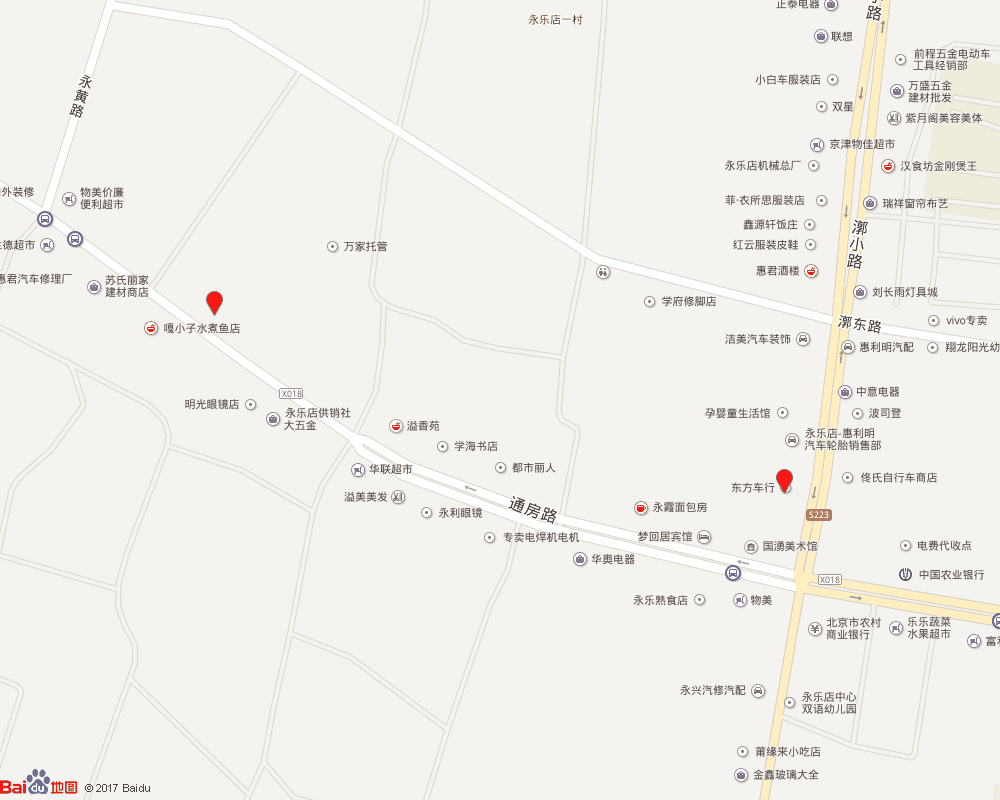 正泰电器
永乐店一村
联想
前程五金电动车
工具经销部
小白车服装店
万盛五金
建材批发
双星
紫月阁美容美体
永黄路
京津物佳超市
永乐店机械总厂
汉食坊金刚煲王
外装修
物美价廉
便利超市
菲·衣所思服装店
瑞祥窗帘布艺
鑫源轩饭庄
漷小路
德超市
万家托管
红云服装皮鞋
惠君酒楼
惠君汽车修理厂
苏氏丽家
建材商店
学府修脚店
刘长雨灯具城
嘎小子水煮鱼店
漷东路
vivo专卖
洁美汽车装饰
惠利明汽配
翔龙阳光幼
X018
中意电器
明光眼镜店
永乐店供销社
大五金
孕婴童生活馆
波司登
溢香苑
永乐店-惠利明
汽车轮胎销售部
学海书店
华联超市
都市丽人
佟氏自行车商店
东方车行
溢美美发
通房路
永利眼镜
永霞面包房
S223
专卖电焊机电机
梦回居宾馆
国湧美术馆
电费代收点
华奥电器
X018
中国农业银行
永乐熟食店
物美
北京市农村
商业银行
乐乐蔬菜
水果超市
永兴汽修汽配
永乐店中心
双语幼儿园
莆缘来小吃店
金鑫玻璃大全
Bai du 地图
© 2017 Baidu